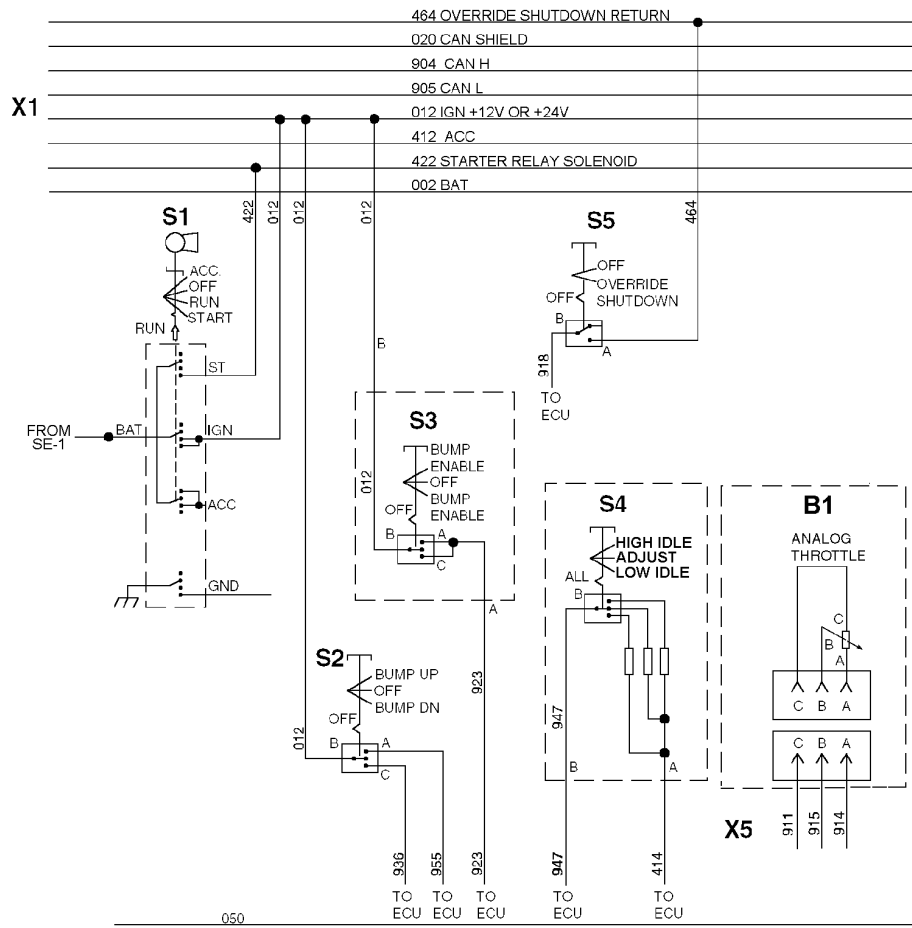 464 OVERRIDE SHUTDOWN RETURN
020 CAN SHIELD
904 CAN H
905 CAN L
X1
012 IGN +12V OR +24V
412 ACC
422 STARTER RELAY SOLENOID
002 BAT
422
012
012
012
464
S1
ACC.
OFF
RUN
START
RUN
ST
FROM
SE-1
BAT
IGN
ACC
GND
S5
OFF
OVERRIDE
SHUTDOWN
OFF
B
A
918
TO
ECU
B
S3
BUMP
ENABLE
OFF
BUMP
ENABLE
012
OFF
B
A
C
A
S4
HIGH IDLE
ADJUST
LOW IDLE
ALL
B
947
B
A
B1
ANALOG
THROTTLE
C
B
A
C B A
C B A
X5
911
915
914
S2
BUMP UP
OFF
BUMP DN
OFF
012
B
A
C
923
936
955
923
947
414
TO
ECU
TO
ECU
TO
ECU
TO
ECU
TO
ECU
050